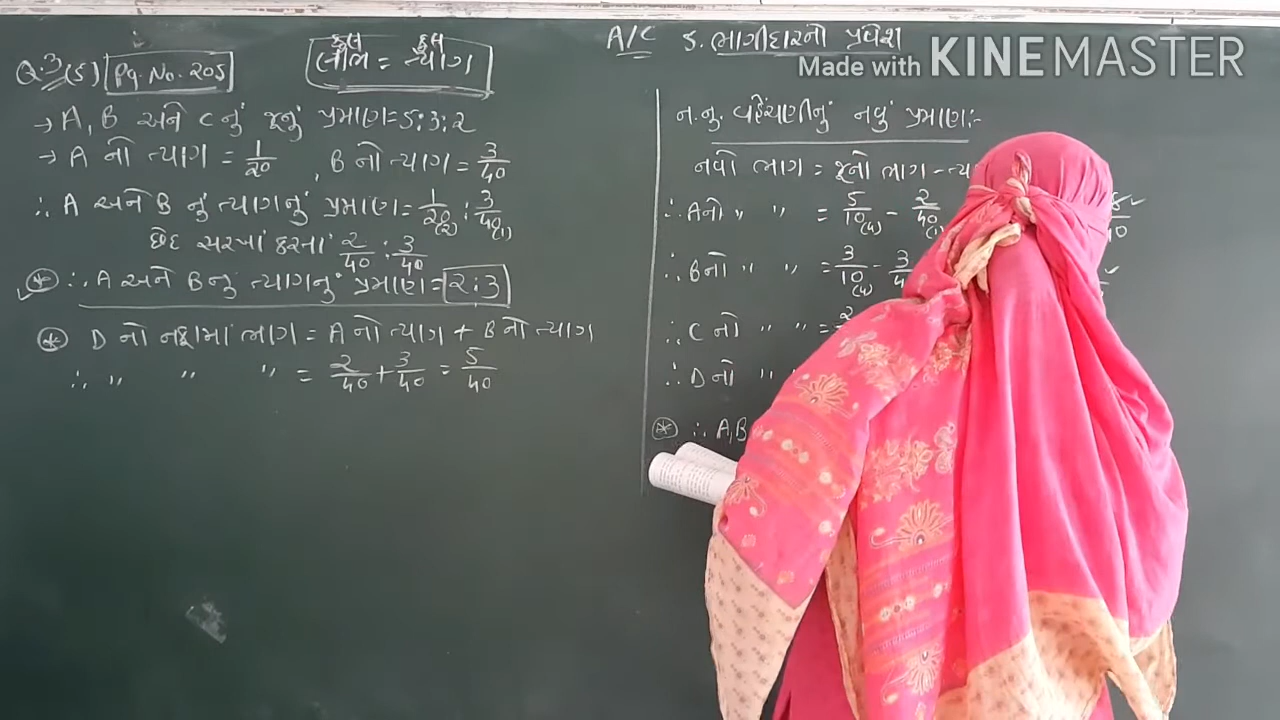 A/C ૬. ભાગીદારનો પ્રવેશ
Made with KINEMASTER
Q.3 (5) Pg. No. 205
કુલ કુલ
લાભ = ત્યાગ
→ A, B અને C નું જૂનું પ્રમાણ = 5:3:2
→ A નો ત્યાગ = 1/20 , B નો ત્યાગ = 3/40
∴ A અને B નું ત્યાગનું પ્રમાણ = 1/20(2) : 3/40(1)
છેદ સરખાં કરતાં 2/40 : 3/40
* ∴ A અને B નું ત્યાગનું પ્રમાણ = 2:3
* D નો નફામાં ભાગ = A નો ત્યાગ + B નો ત્યાગ
∴ " " " = 2/40 + 3/40 = 5/40
ન.નુ. વહેંચણીનું નવું પ્રમાણ :-
નવો ભાગ = જૂનો ભાગ -
∴ A નો " " = 5/10(4) - 2/40(1)
∴ B નો " " = 3/10(4) -
∴ C નો " " =
∴ D નો "
* ∴ A, B